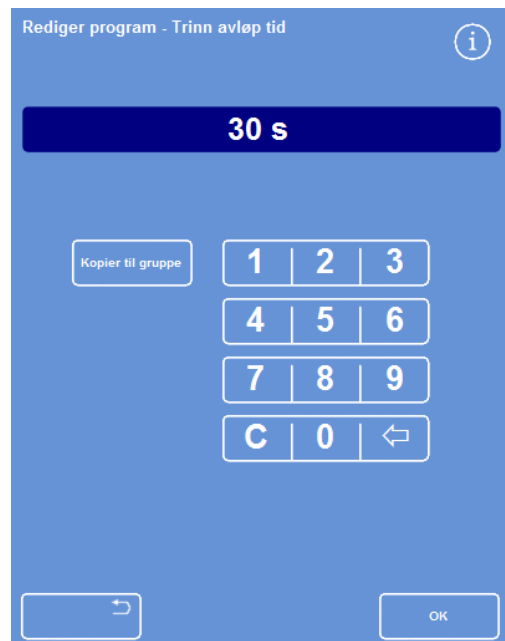 Rediger program - Trinn avløp tid
i
30 s
Kopier til gruppe
1 | 2 | 3
4 | 5 | 6
7 | 8 | 9
C | 0 |
OK